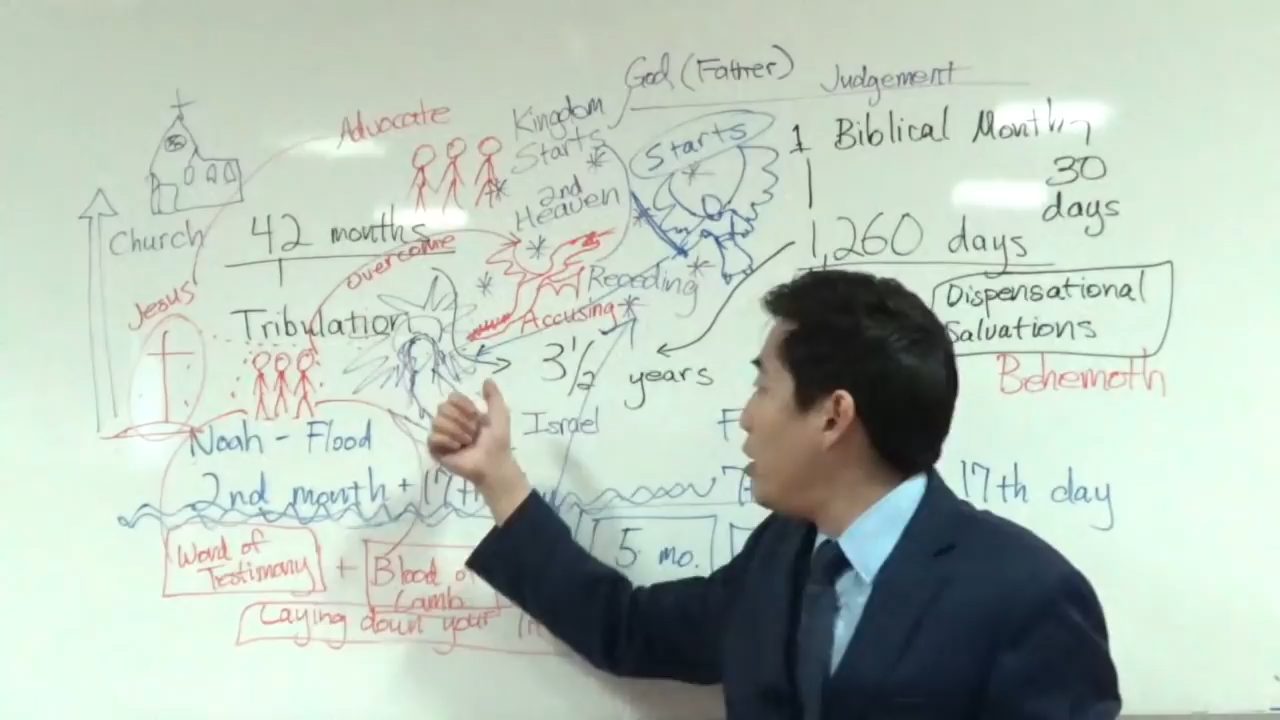 God (Father)
Judgement
Advocate
Kingdom
Starts
Starts
1 Biblical Month
30
days
2nd
Heaven
Church
42 months
overcome
1,260 days
Jesus
Receding
Accusing
Tribulation
Dispensational
Salvations
Behemoth
3 1/2 years
Israel
Noah - Flood
2nd month + 17th
17th day
Word of
Testimony
+
Blood of
Lamb
5 mo.
Laying down your